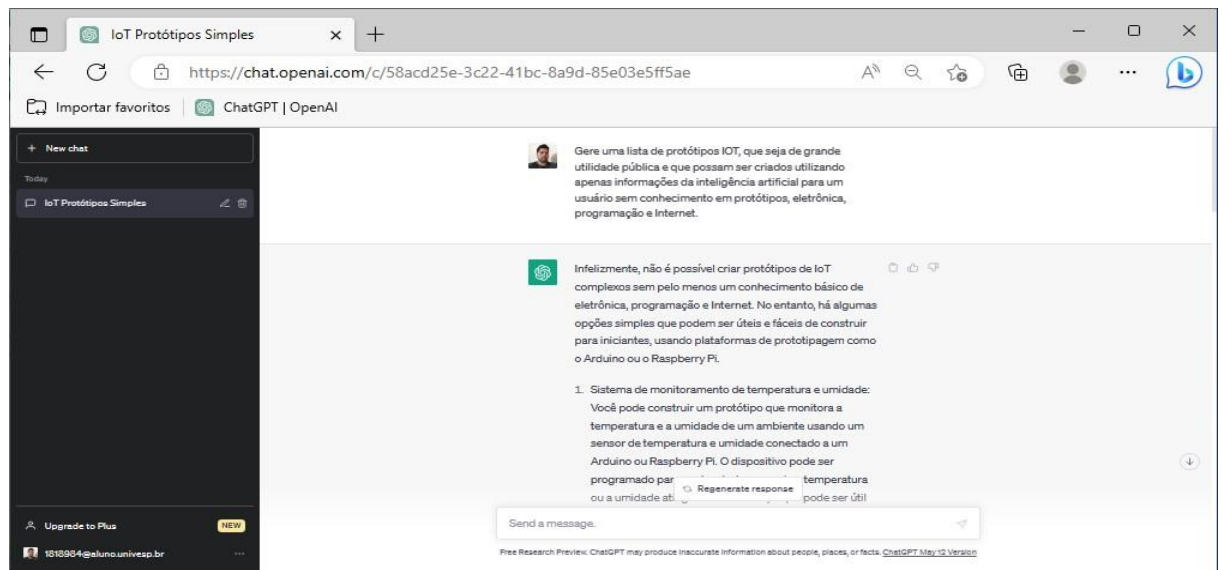 IoT Protótipos Simples
https://chat.openai.com/c/58acd25e-3c22-41bc-8a9d-85e03e5ff5ae
Importar favoritos
ChatGPT | OpenAI
+ New chat
Today
IoT Protótipos Simples
Gere uma lista de protótipos IOT, que seja de grande
utilidade pública e que possam ser criados utilizando
apenas informações da inteligência artificial para um
usuário sem conhecimento em protótipos, eletrônica,
programação e Internet.
Infelizmente, não é possível criar protótipos de IoT
complexos sem pelo menos um conhecimento básico de
eletrônica, programação e Internet. No entanto, há algumas
opções simples que podem ser úteis e fáceis de construir
para iniciantes, usando plataformas de prototipagem como
o Arduino ou o Raspberry Pi.
1. Sistema de monitoramento de temperatura e umidade:
Você pode construir um protótipo que monitora a
temperatura e a umidade de um ambiente usando um
sensor de temperatura e umidade conectado a um
Arduino ou Raspberry Pi. O dispositivo pode ser
programado temperatura
ou a umidade pode ser útil
Regenerate response
Upgrade to Plus
NEW
1818984@aluno.univesp.br
Send a message.
Free Research Preview. ChatGPT may produce inaccurate information about people, places, or facts. ChatGPT May 12 Version